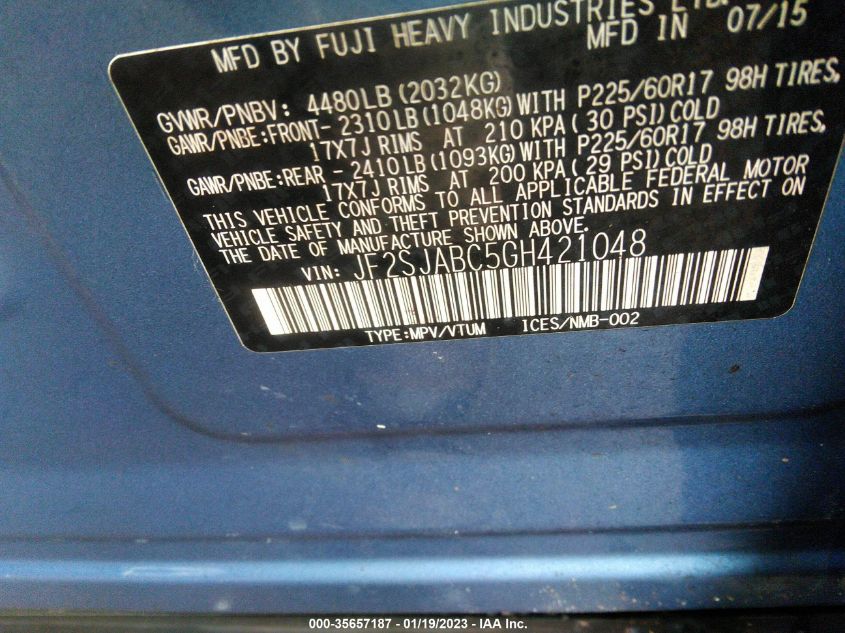 MFD BY FUJI HEAVY INDUSTRIES LTD.
MFD IN 07/15
GVWR/PNBV: 4480LB (2032KG)
GAWR/PNBE:FRONT- 2310LB(1048KG)WITH P225/60R17 98H TIRES,
17X7J RIMS AT 210 KPA( 30 PSI)COLD
GAWR/PNBE:REAR - 2410LB(1093KG)WITH P225/60R17 98H TIRES,
17X7J RIMS AT 200 KPA( 29 PSI)COLD
THIS VEHICLE CONFORMS TO ALL APPLICABLE FEDERAL MOTOR
VEHICLE SAFETY AND THEFT PREVENTION STANDARDS IN EFFECT ON
THE DATE OF MANUFACTURE SHOWN ABOVE.
VIN: JF2SJABC5GH421048
TYPE:MPV/VTUM ICES/NMB-002
000-35657187 - 01/19/2023 - IAA Inc.